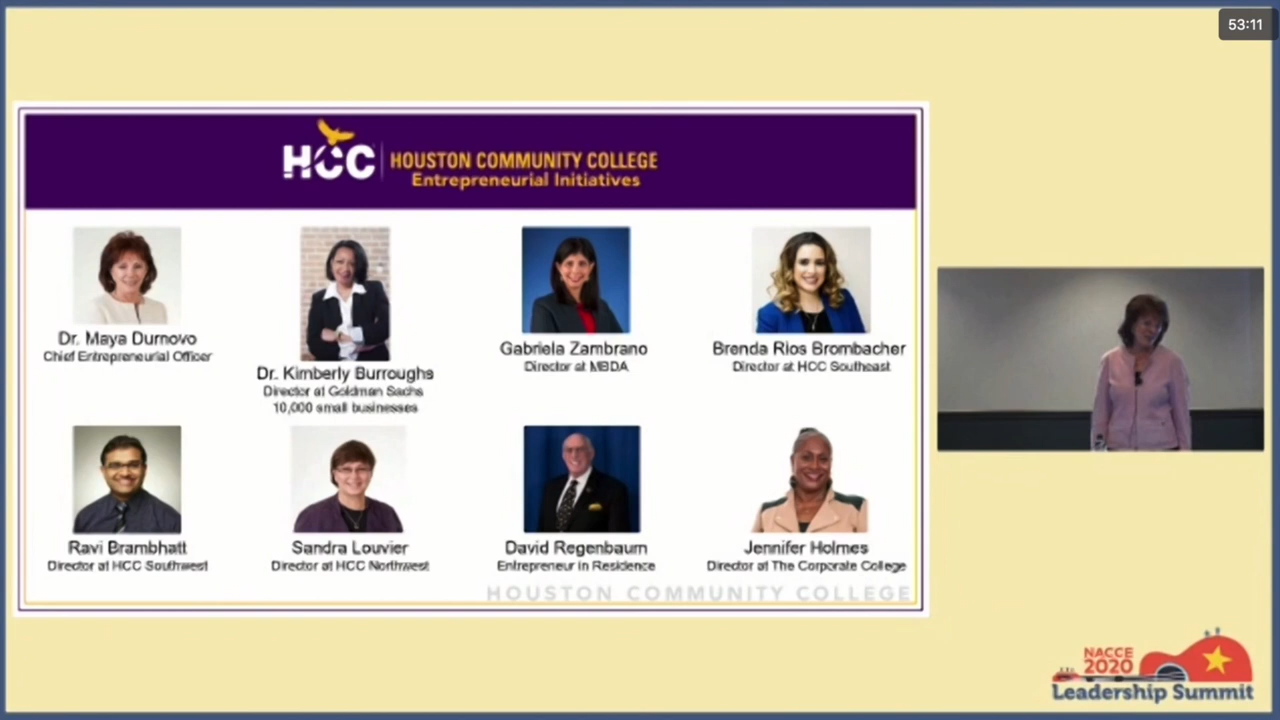 53:11
HCC HOUSTON COMMUNITY COLLEGE
Entrepreneurial Initiatives
Dr. Maya Durnovo
Chief Entrepreneurial Officer
Dr. Kimberly Burroughs
Director at Goldman Sachs
10,000 small businesses
Gabriela Zambrano
Director at MBDA
Brenda Rios Brombacher
Director at HCC Southeast
Ravi Brambhatt
Director at HCC Southwest
Sandra Louvier
Director at HCC Northwest
David Regenbaum
Entrepreneur in Residence
Jennifer Holmes
Director at The Corporate College
HOUSTON COMMUNITY COLLEGE
NACCE
2020
Leadership Summit